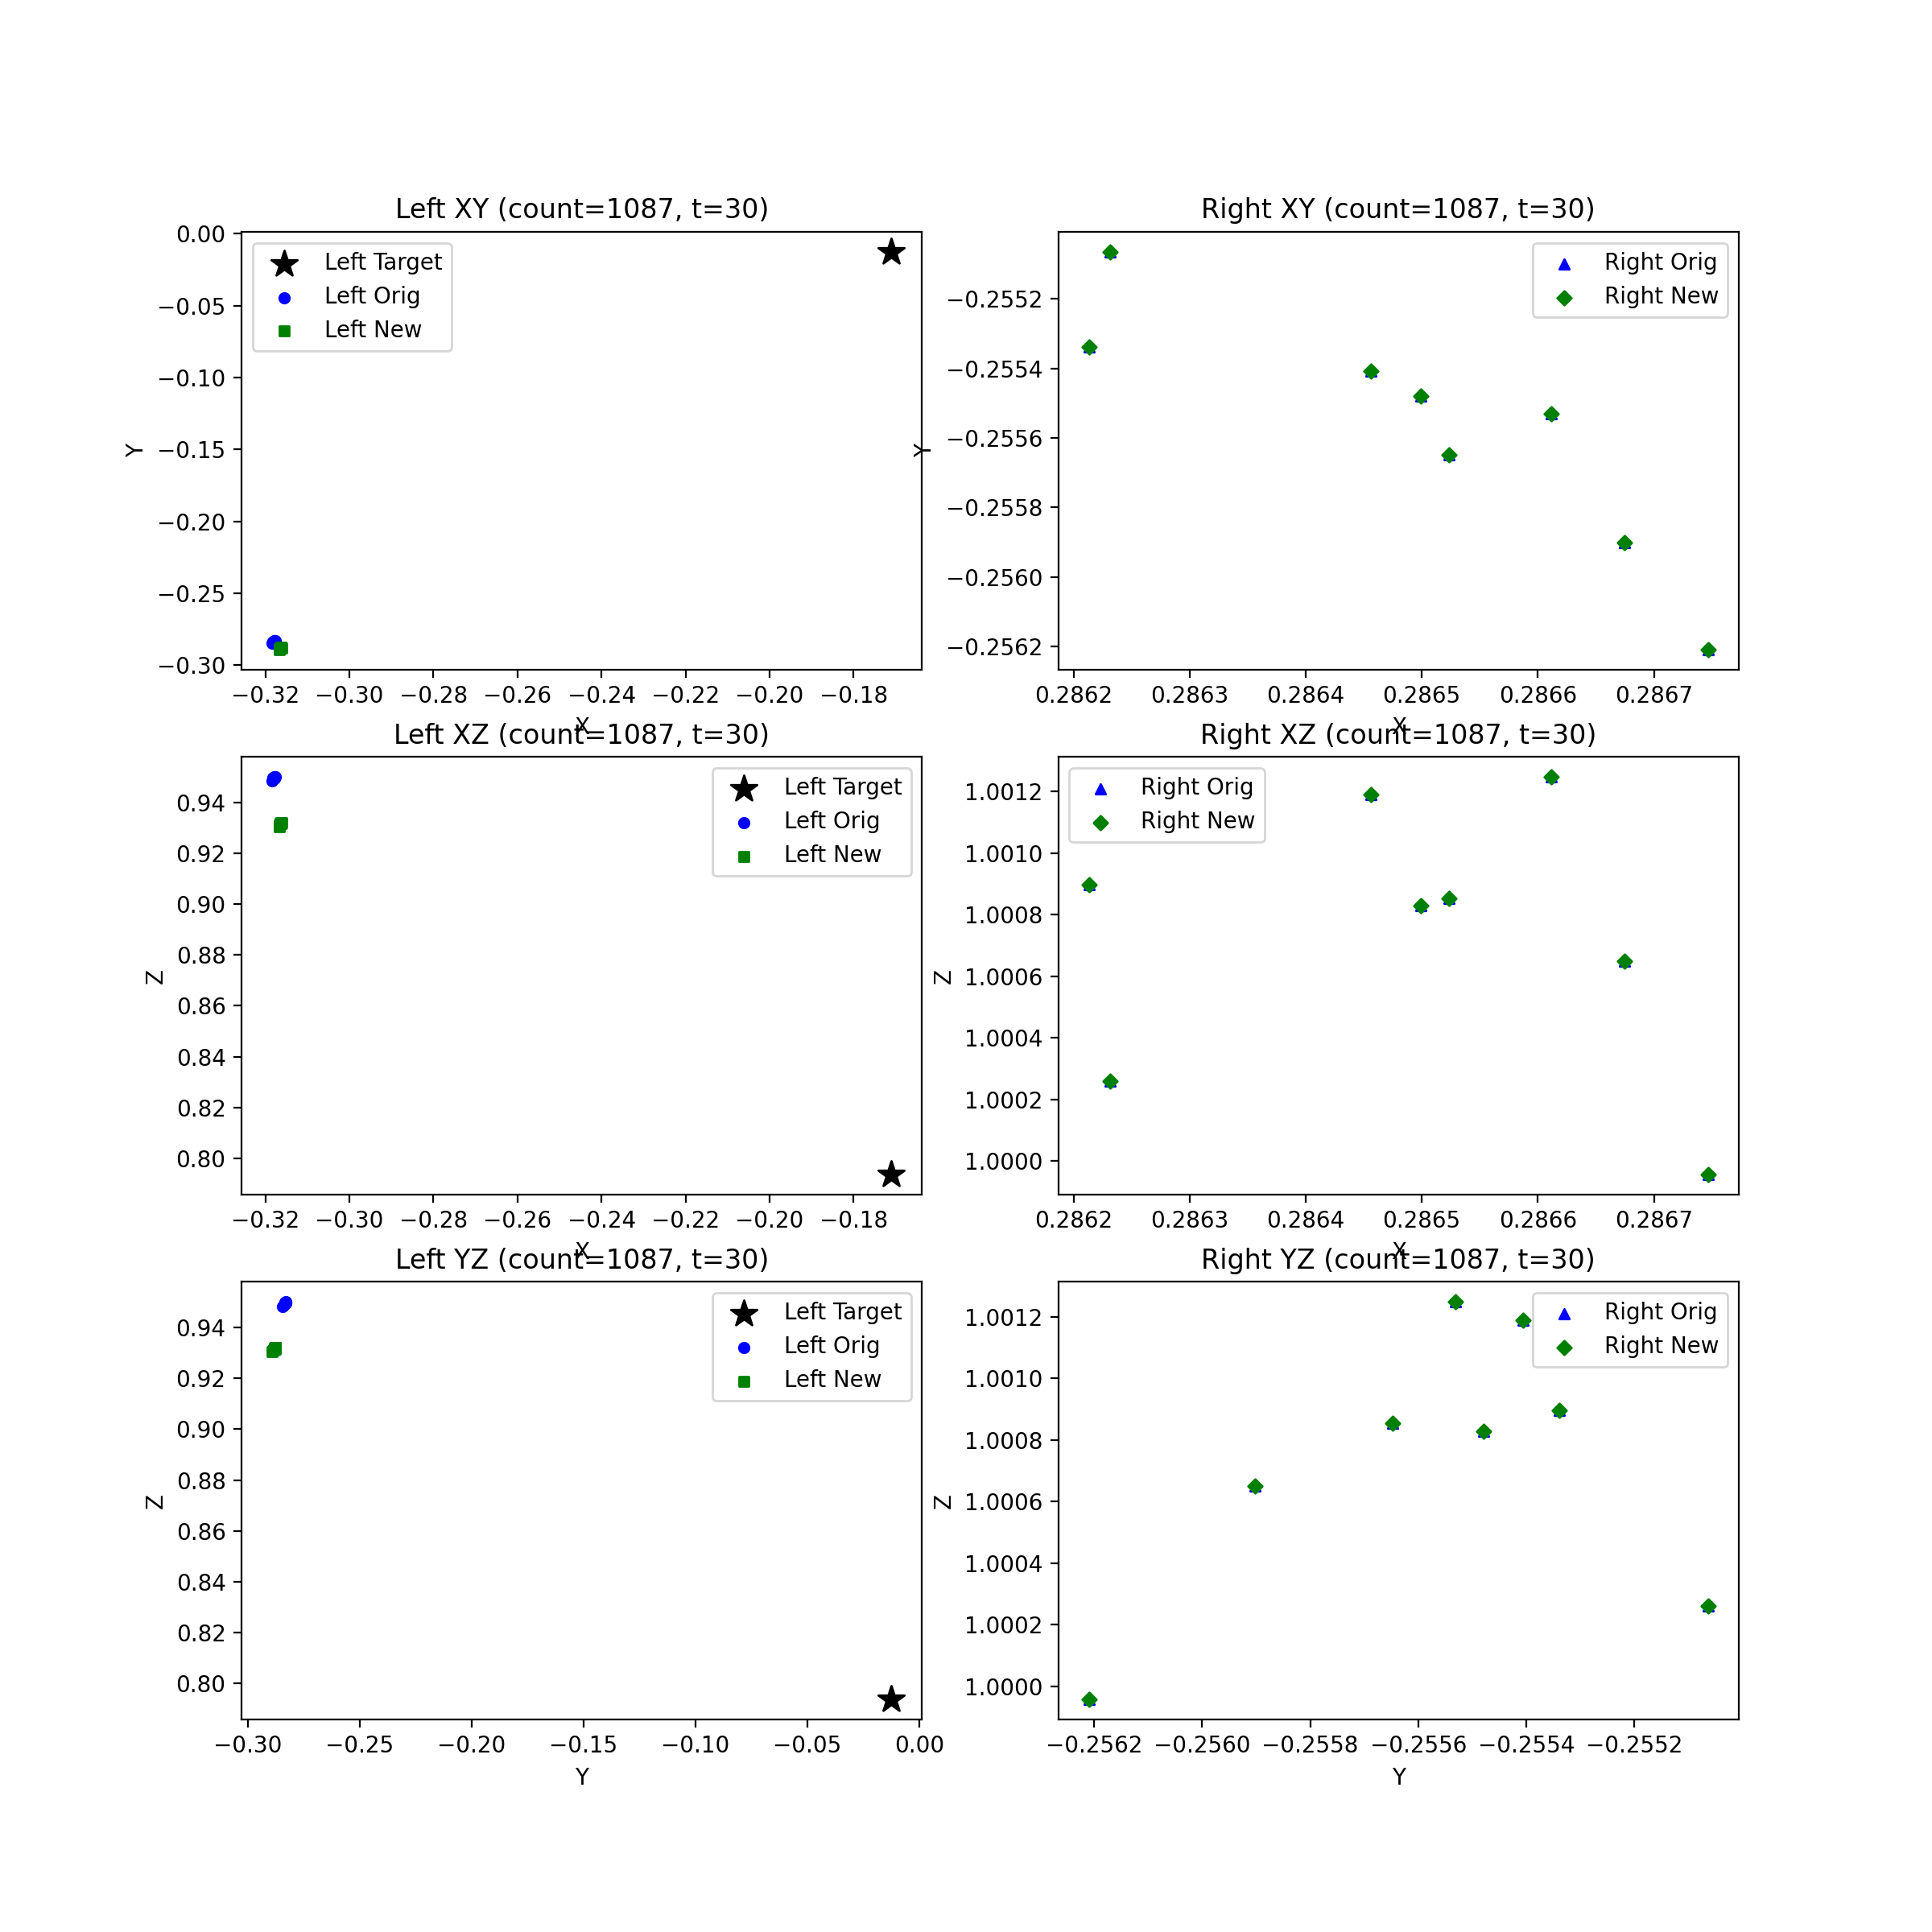 Left XY (count=1087, t=30)
0.00
−0.05
−0.10
−0.15
−0.20
−0.25
−0.30
Y
Left Target
Left Orig
Left New
−0.32 −0.30 −0.28 −0.26 −0.24 −0.22 −0.20 −0.18
X
Right XY (count=1087, t=30)
−0.2552
−0.2554
−0.2556
−0.2558
−0.2560
−0.2562
Y
Right Orig
Right New
0.2862 0.2863 0.2864 0.2865 0.2866 0.2867
X
Left XZ (count=1087, t=30)
0.94
0.92
0.90
0.88
0.86
0.84
0.82
0.80
Z
Left Target
Left Orig
Left New
−0.32 −0.30 −0.28 −0.26 −0.24 −0.22 −0.20 −0.18
X
Right XZ (count=1087, t=30)
1.0012
1.0010
1.0008
1.0006
1.0004
1.0002
1.0000
Z
Right Orig
Right New
0.2862 0.2863 0.2864 0.2865 0.2866 0.2867
X
Left YZ (count=1087, t=30)
0.94
0.92
0.90
0.88
0.86
0.84
0.82
0.80
Z
Left Target
Left Orig
Left New
−0.30 −0.25 −0.20 −0.15 −0.10 −0.05 0.00
Y
Right YZ (count=1087, t=30)
1.0012
1.0010
1.0008
1.0006
1.0004
1.0002
1.0000
Z
Right Orig
Right New
−0.2562 −0.2560 −0.2558 −0.2556 −0.2554 −0.2552
Y